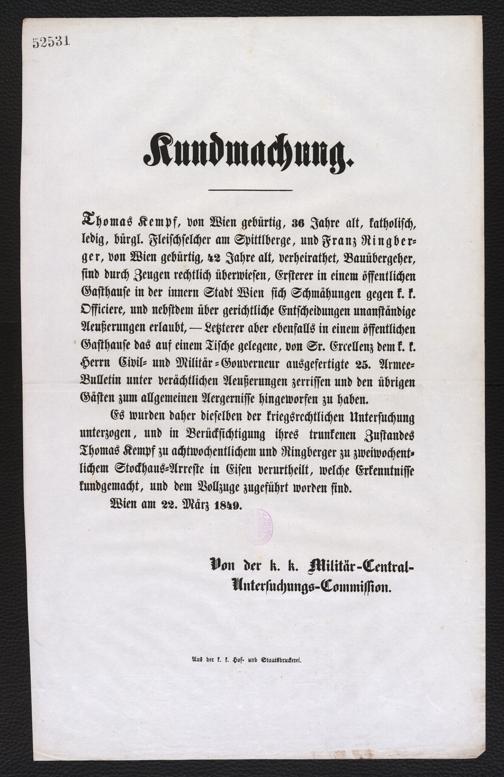 52531
Kundmachung.
Thomas Kempf, von Wien gebürtig, 36 Jahre alt, katholisch,
ledig, bürgl. Fleischselcher am Spittlberge, und Franz Ringber-
ger, von Wien gebürtig, 42 Jahre alt, verheirathet, Bauübergeher,
sind durch Zeugen rechtlich überwiesen, Ersterer in einem öffentlichen
Gasthause in der innern Stadt Wien sich Schmähungen gegen k. k.
Officiere, und nebstdem über gerichtliche Entscheidungen unanständige
Aeußerungen erlaubt, — Letzterer aber ebenfalls in einem öffentlichen
Gasthause das auf einem Tische gelegene, von Sr. Excellenz dem k. k.
Herrn Civil- und Militär-Gouverneur ausgefertigte 25. Armee-
Bulletin unter verächtlichen Aeußerungen zerrissen und den übrigen
Gästen zum allgemeinen Aergernisse hingeworfen zu haben.
Es wurden daher dieselben der kriegsrechtlichen Untersuchung
unterzogen, und in Berücksichtigung ihres trunkenen Zustandes
Thomas Kempf zu achtwochentlichem und Ringberger zu zweiwochent-
lichem Stockhaus-Arreste in Eisen verurtheilt, welche Erkenntnisse
kundgemacht, und dem Vollzuge zugeführt worden sind.
Wien am 22. März 1849.
Von der k. k. Militär-Central-
Untersuchungs-Commission.
Aus der k. k. Hof- und Staatsdruckerei.